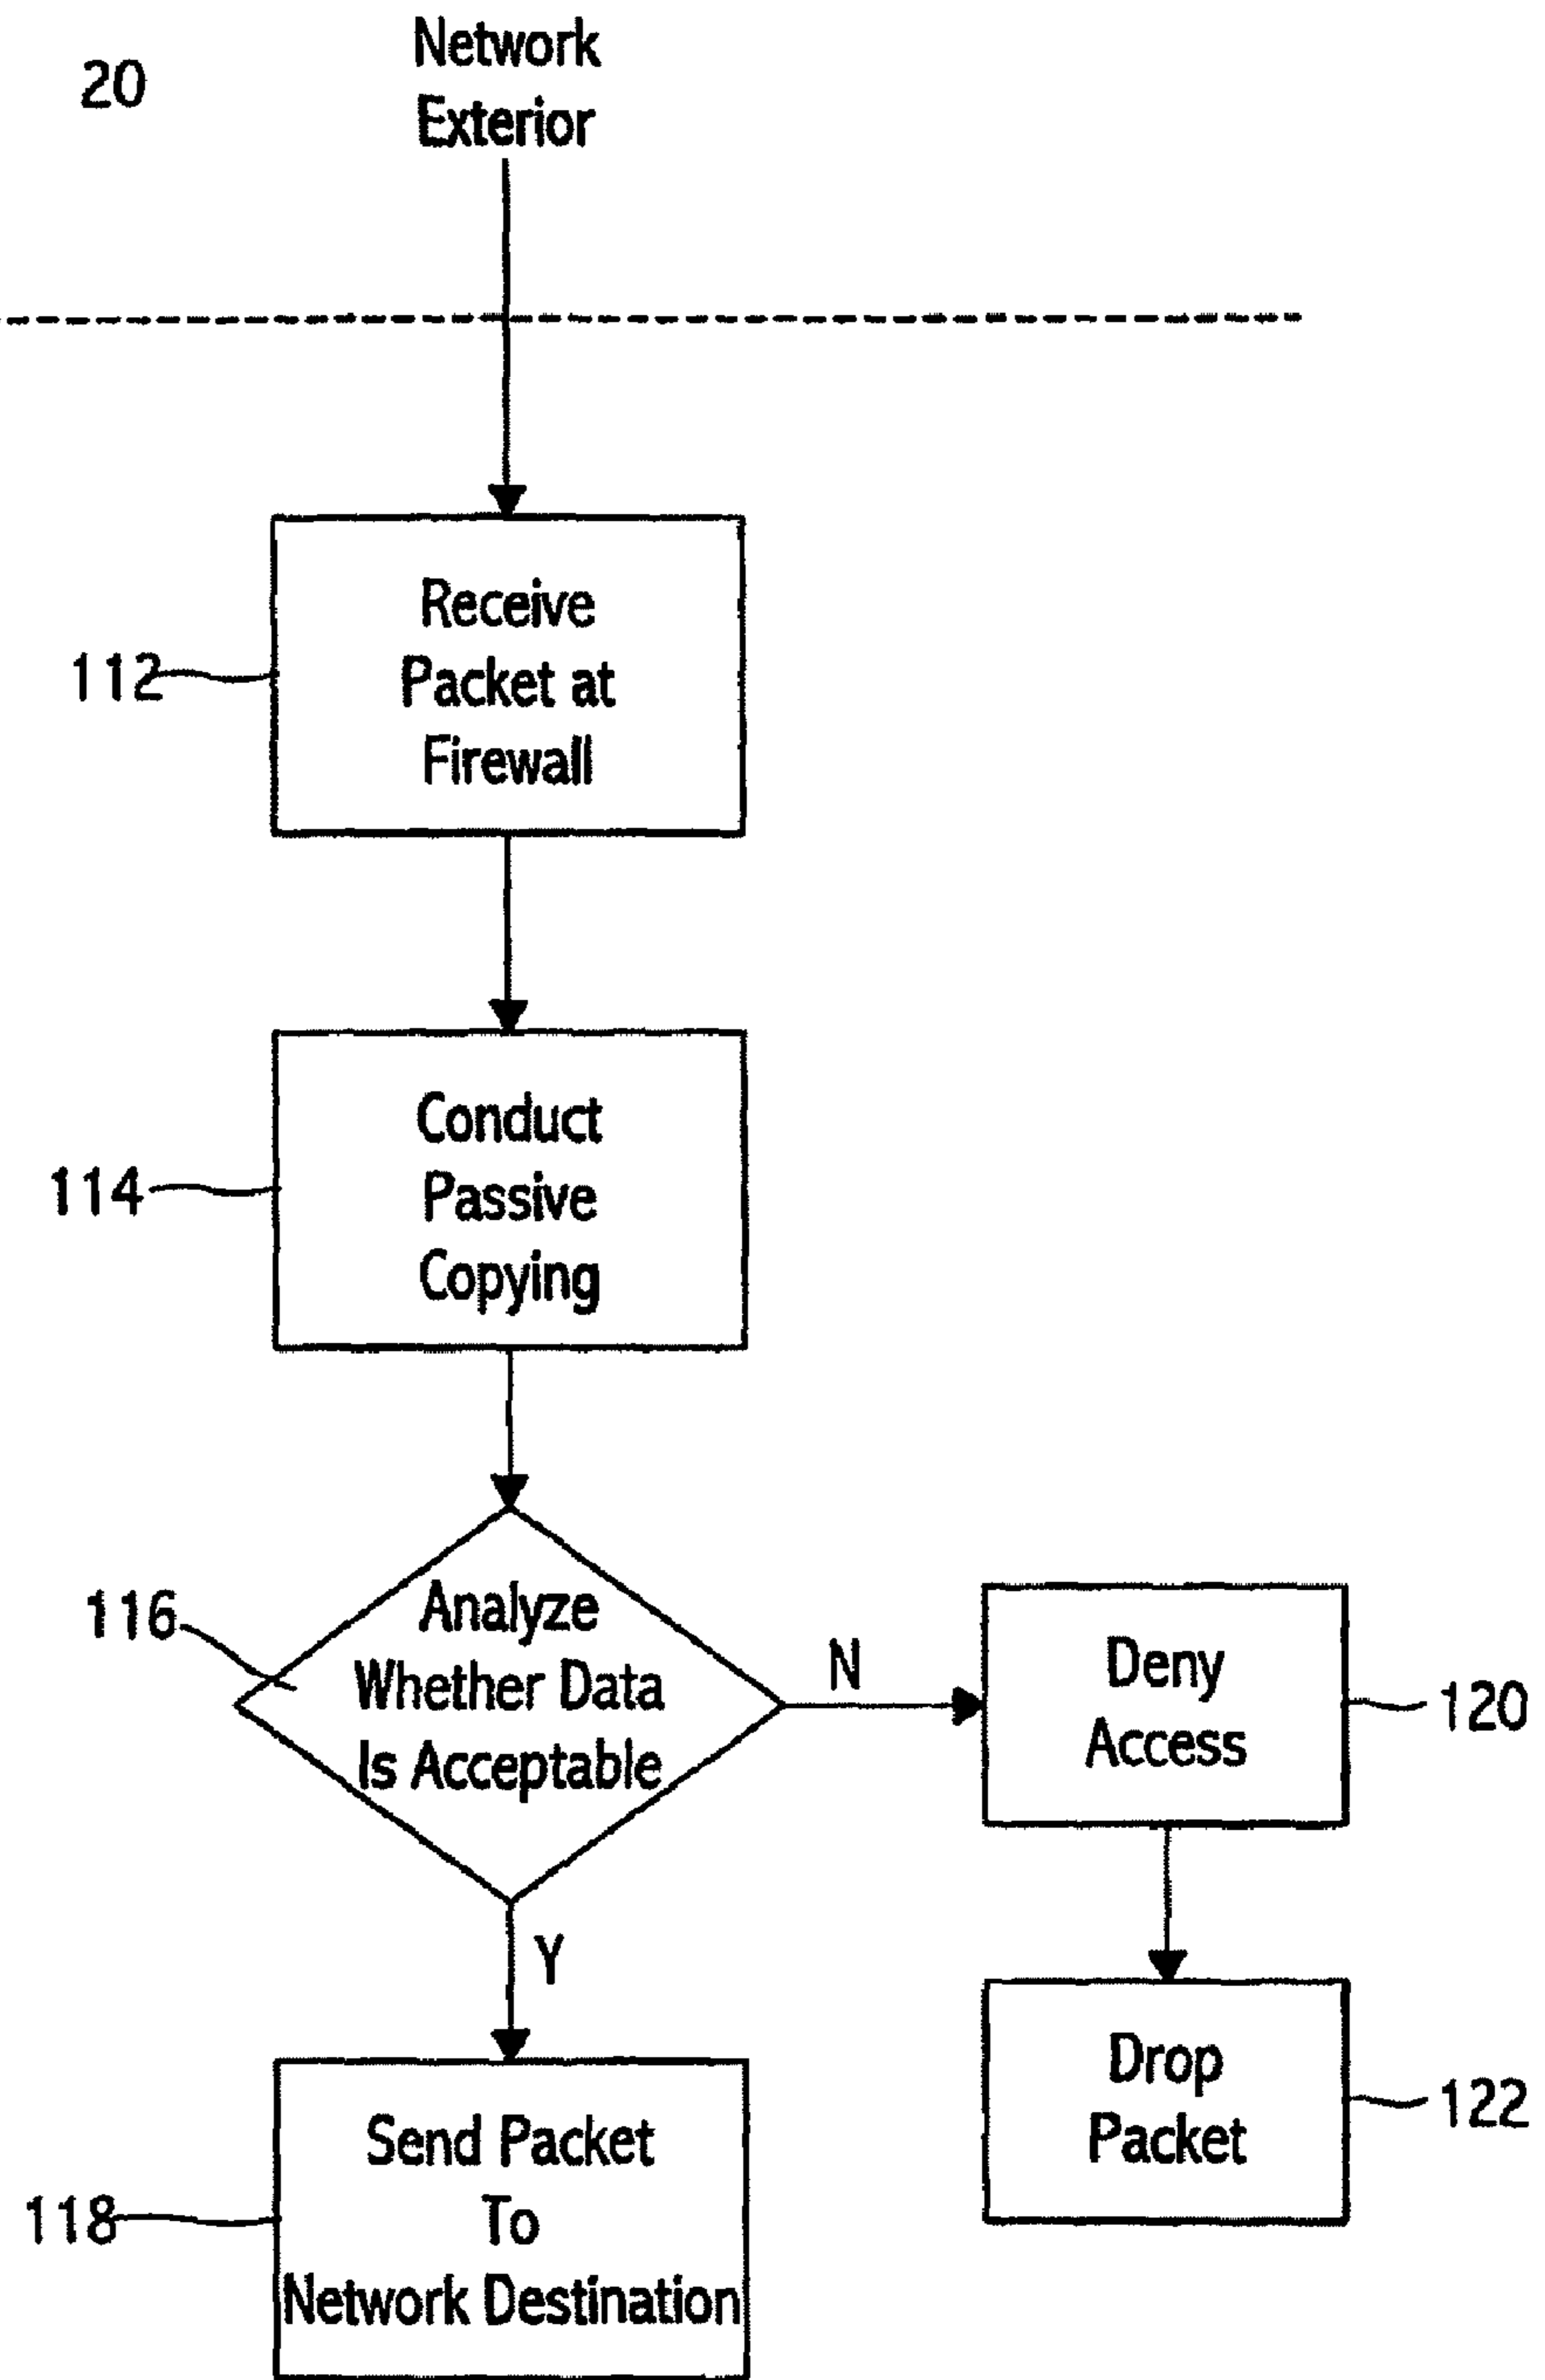 20
Network
Exterior
112
Receive
Packet at
Firewall
114
Conduct
Passive
Copying
116
Analyze
Whether Data
Is Acceptable
N
Deny
Access
120
Y
Drop
Packet
122
118
Send Packet
To
Network Destination